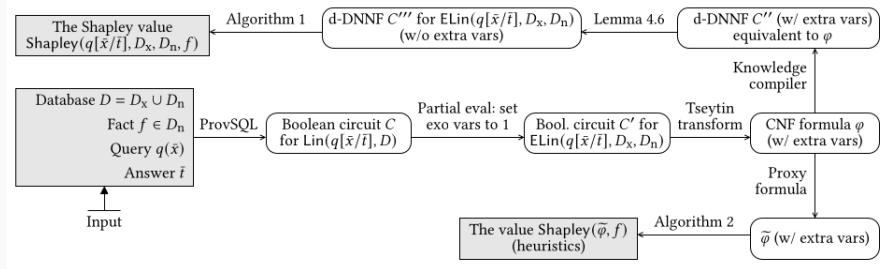 The Shapley value
Shapley(q[x̄/t̄], Dₓ, Dₙ, f)
Algorithm 1
d-DNNF C′′′ for ELin(q[x̄/t̄], Dₓ, Dₙ)
(w/o extra vars)
Lemma 4.6
d-DNNF C′′ (w/ extra vars)
equivalent to φ
Knowledge
compiler
Database D = Dₓ ∪ Dₙ
Fact f ∈ Dₙ
Query q(x̄)
Answer t̄
ProvSQL
Boolean circuit C
for Lin(q[x̄/t̄], D)
Partial eval: set
exo vars to 1
Bool. circuit C′ for
ELin(q[x̄/t̄], Dₓ, Dₙ)
Tseytin
transform
CNF formula φ
(w/ extra vars)
Input
Proxy
formula
The value Shapley(φ̃, f)
(heuristics)
Algorithm 2
φ̃ (w/ extra vars)